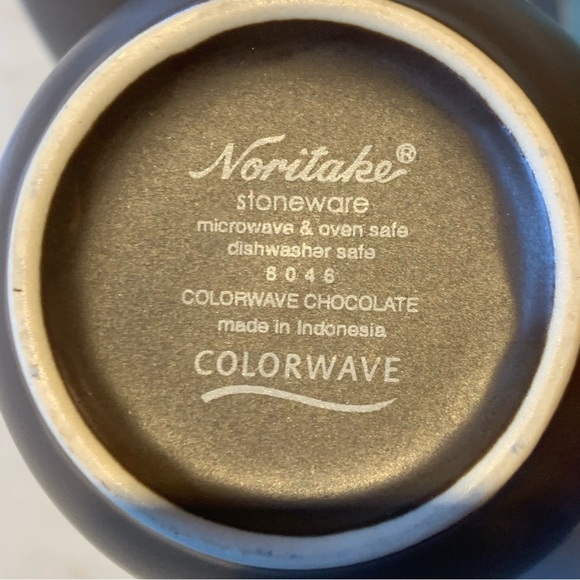 Noritake®
stoneware
microwave & oven safe
dishwasher safe
8046
COLORWAVE CHOCOLATE
made in Indonesia
COLORWAVE